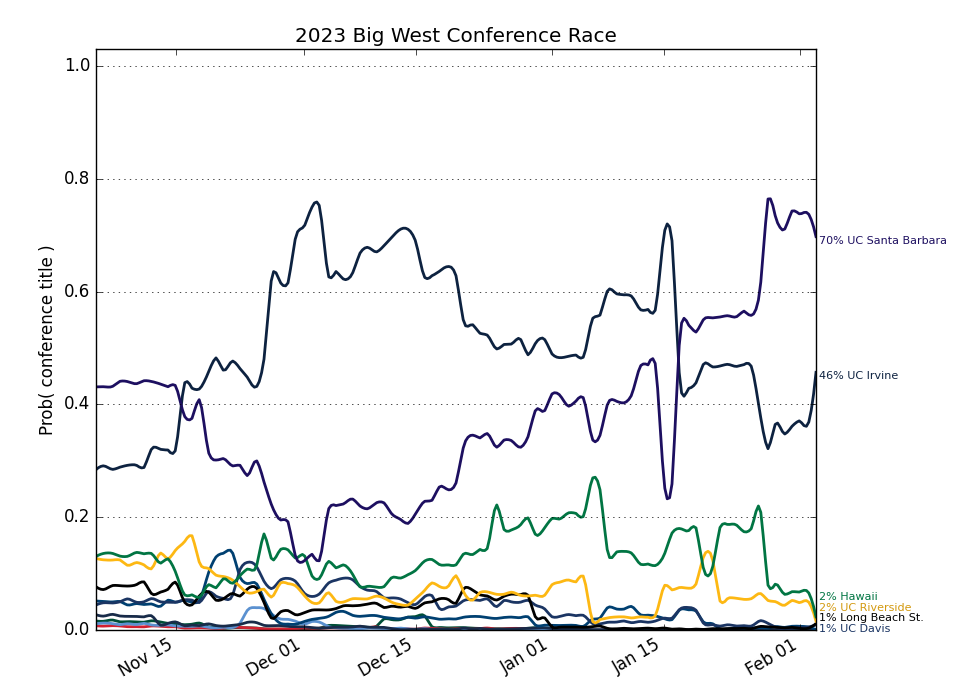 2023 Big West Conference Race
Prob( conference title )
1.0
0.8
0.6
0.4
0.2
0.0
Nov 15
Dec 01
Dec 15
Jan 01
Jan 15
Feb 01
70% UC Santa Barbara
46% UC Irvine
2% Hawaii
2% UC Riverside
1% Long Beach St.
1% UC Davis